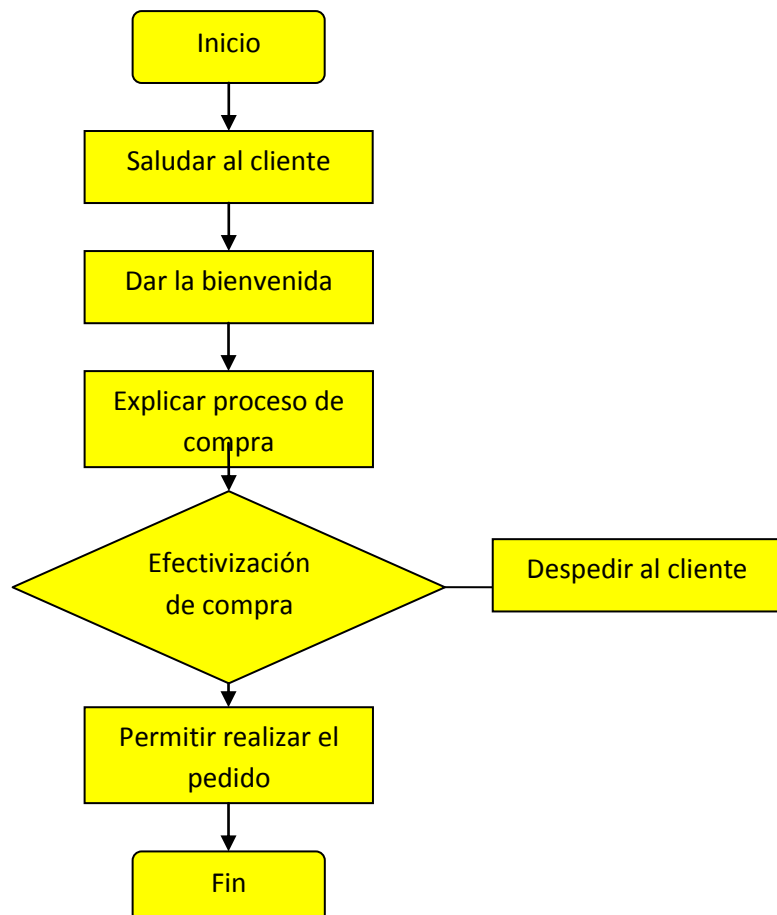 Inicio
Saludar al cliente
Dar la bienvenida
Explicar proceso de
compra
Efectivización
de compra
Despedir al cliente
Permitir realizar el
pedido
Fin